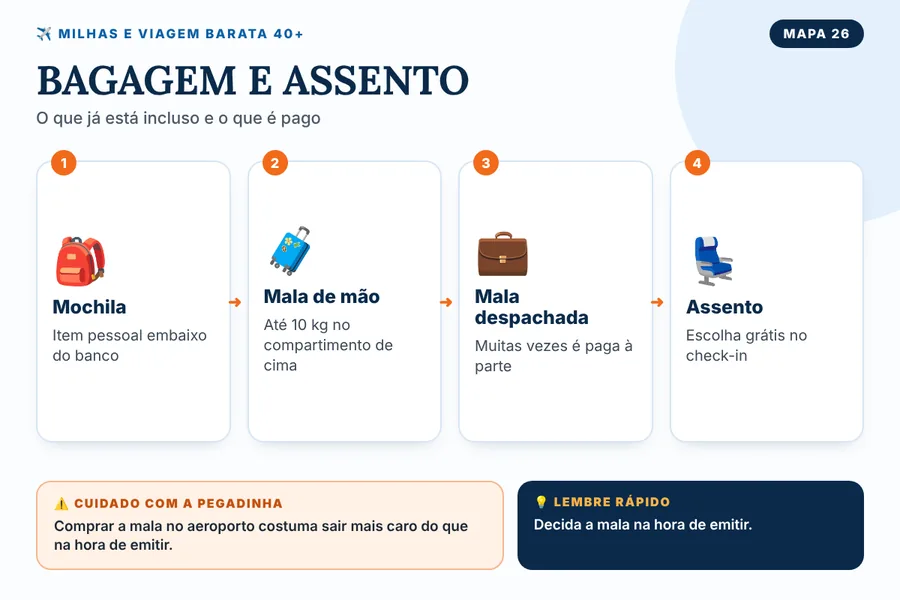 ✈️ MILHAS E VIAGEM BARATA 40+
MAPA 26
BAGAGEM E ASSENTO
O que já está incluso e o que é pago
1
Mochila
Item pessoal embaixo
do banco
→
2
Mala de mão
Até 10 kg no
compartimento de
cima
→
3
Mala
despachada
Muitas vezes é paga à
parte
→
4
Assento
Escolha grátis no
check-in
⚠️ CUIDADO COM A PEGADINHA
Comprar a mala no aeroporto costuma sair mais caro do que
na hora de emitir.
💡 LEMBRE RÁPIDO
Decida a mala na hora de emitir.